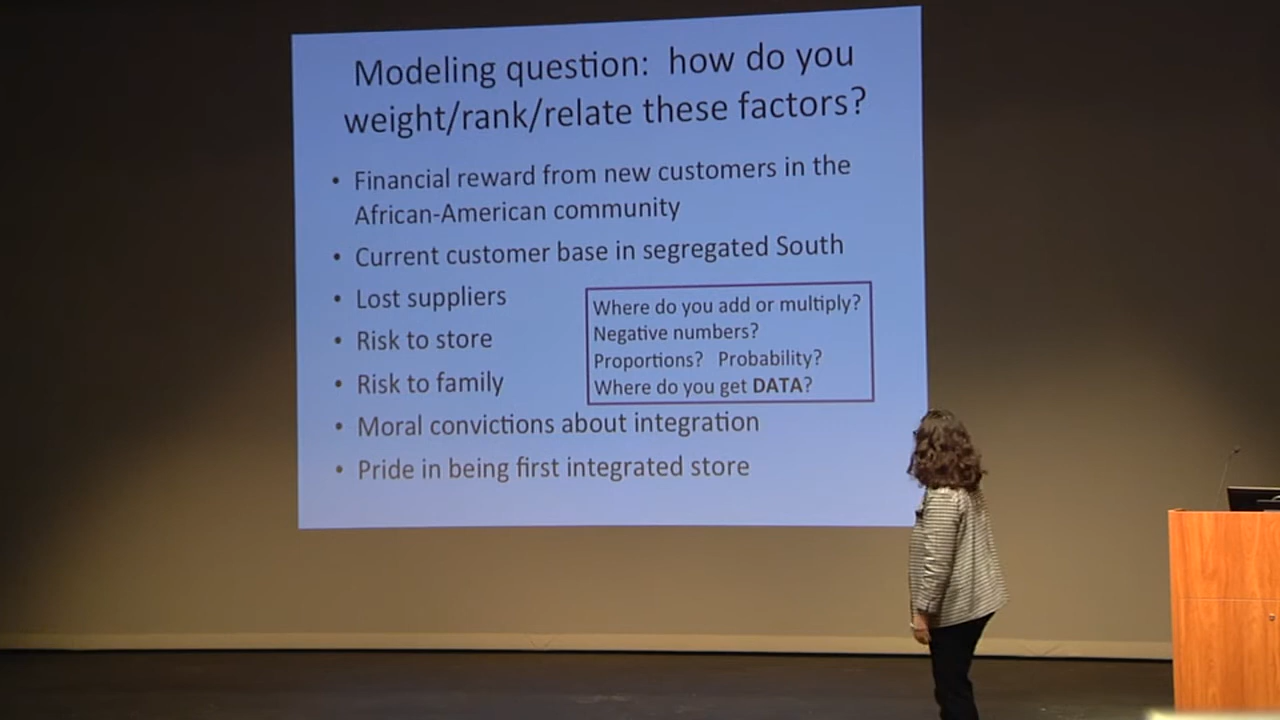 Modeling question: how do you
weight/rank/relate these factors?
• Financial reward from new customers in the
African-American community
• Current customer base in segregated South
• Lost suppliers
• Risk to store
• Risk to family
• Moral convictions about integration
• Pride in being first integrated store
Where do you add or multiply?
Negative numbers?
Proportions? Probability?
Where do you get DATA?